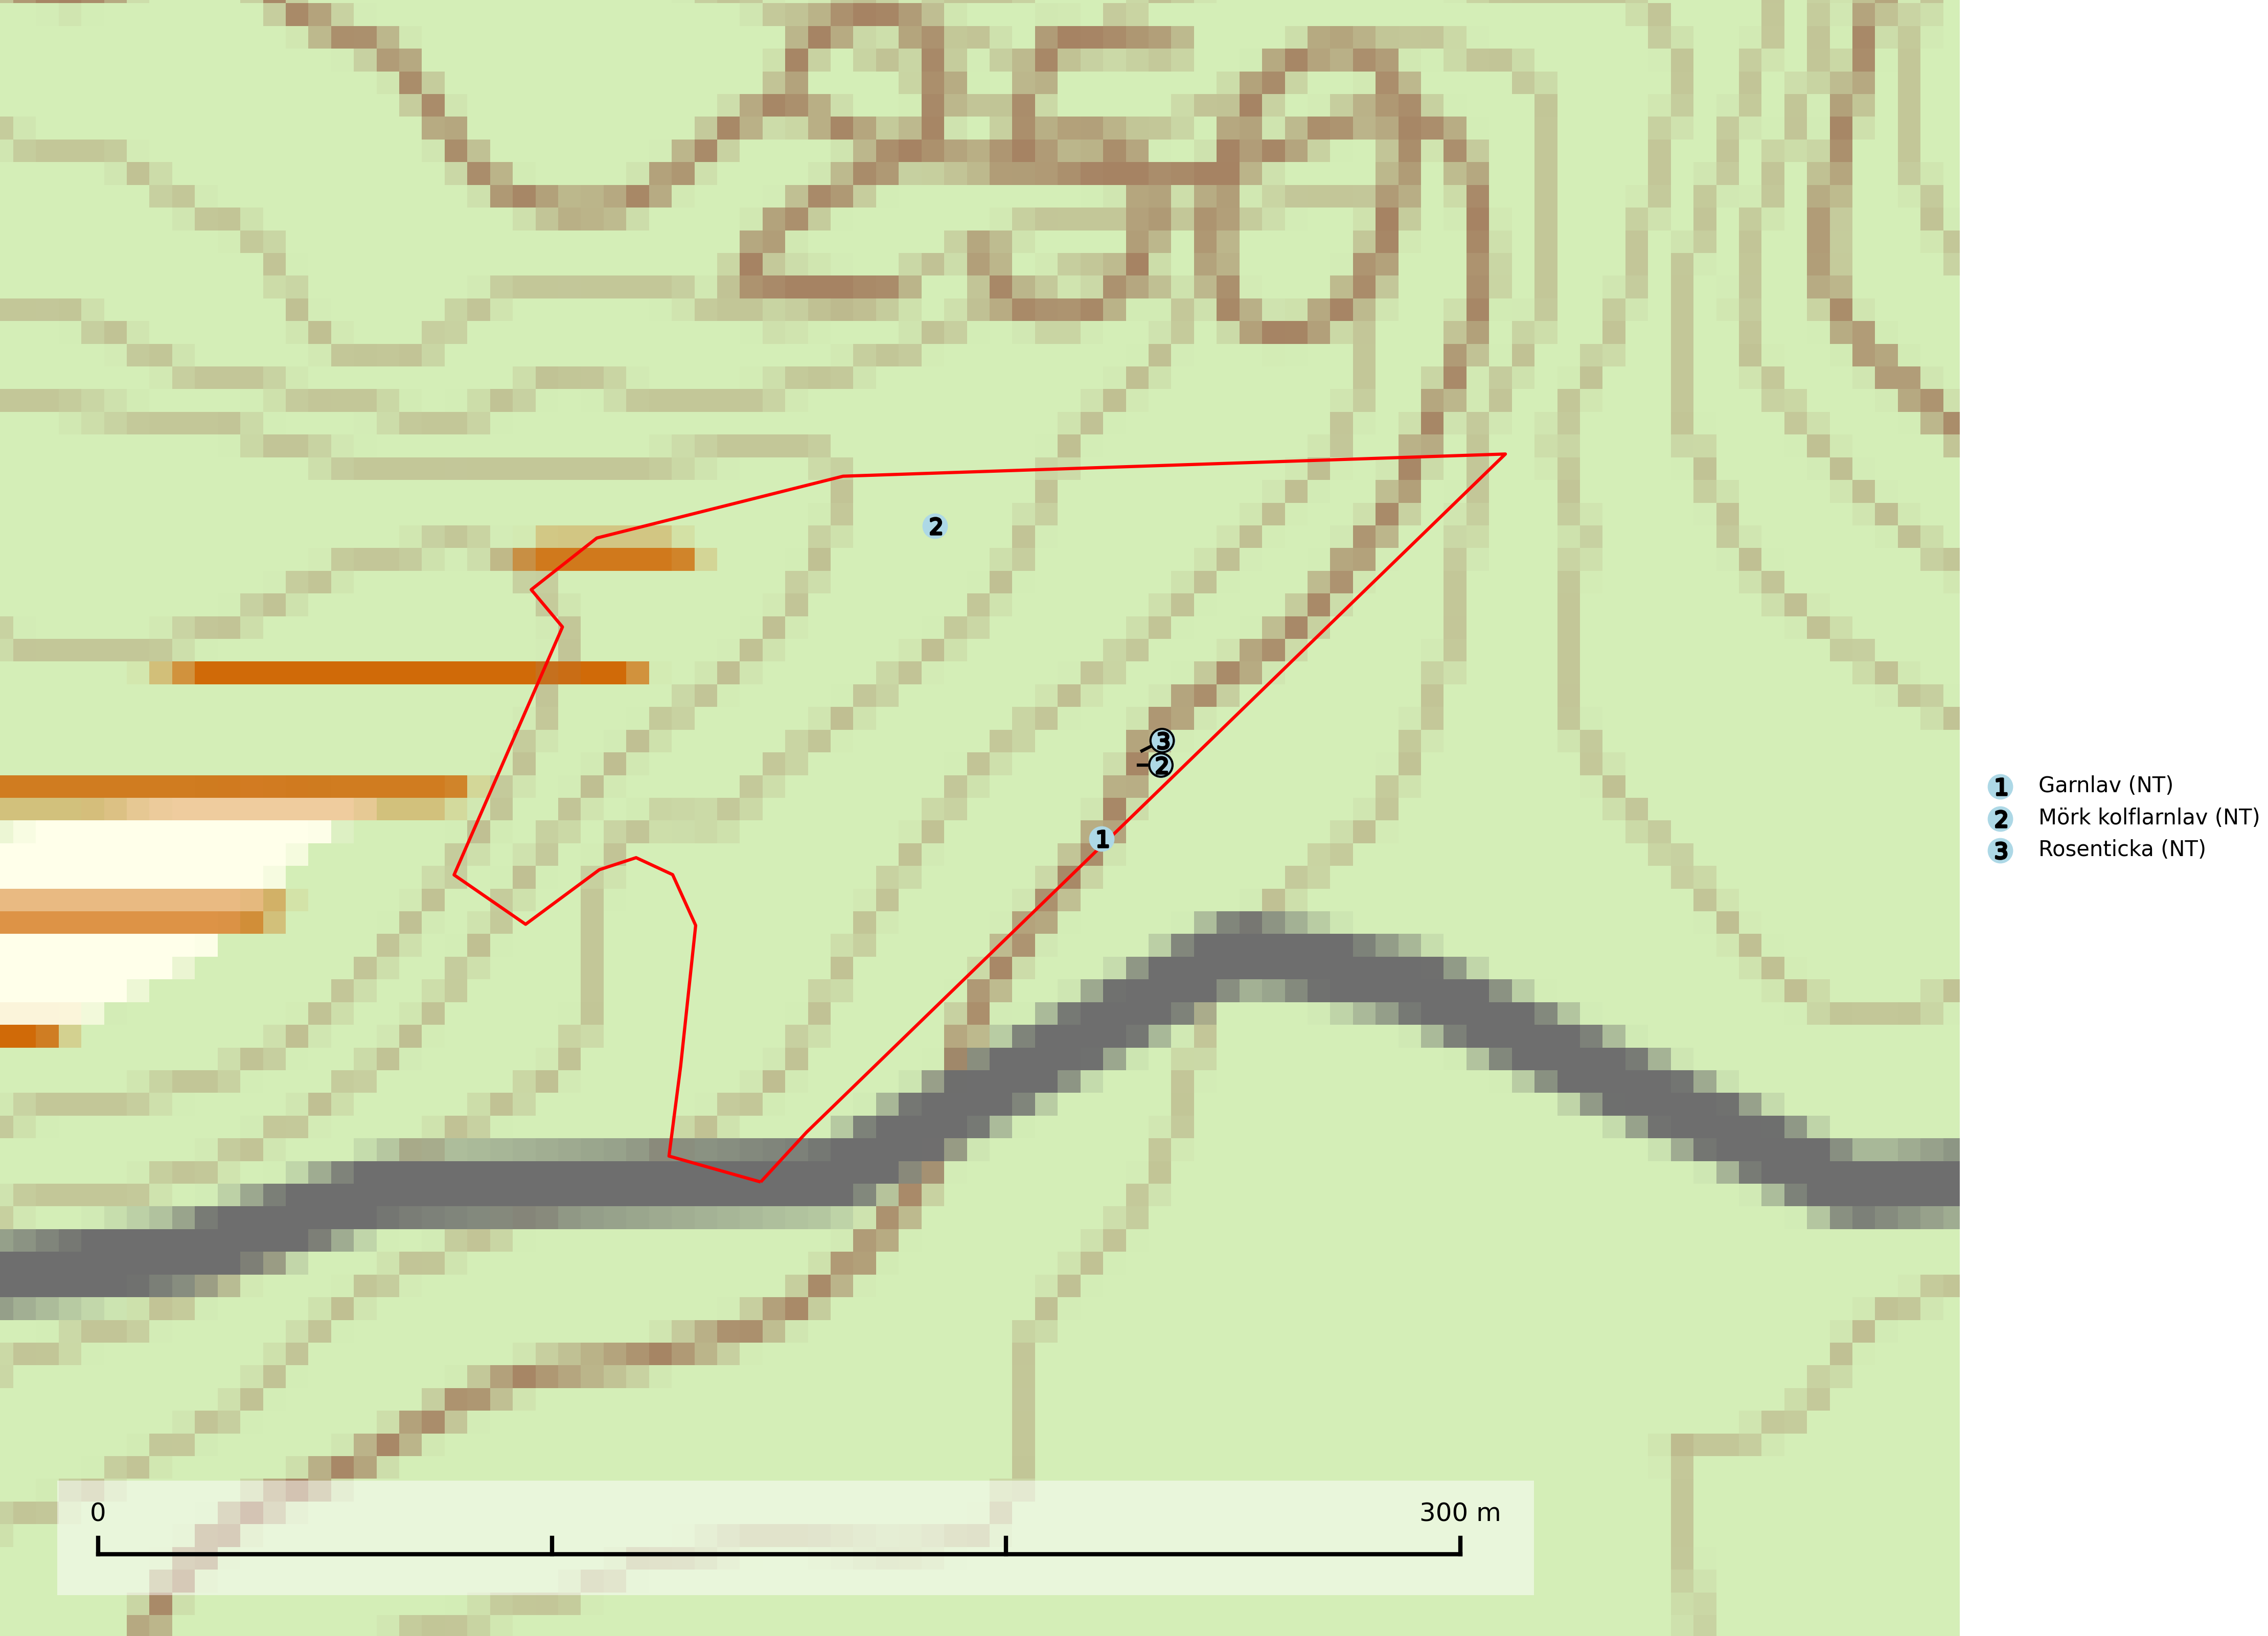 2
3
2
1
1 Garnlav (NT)
2 Mörk kolflarnlav (NT)
3 Rosenticka (NT)
0 300 m